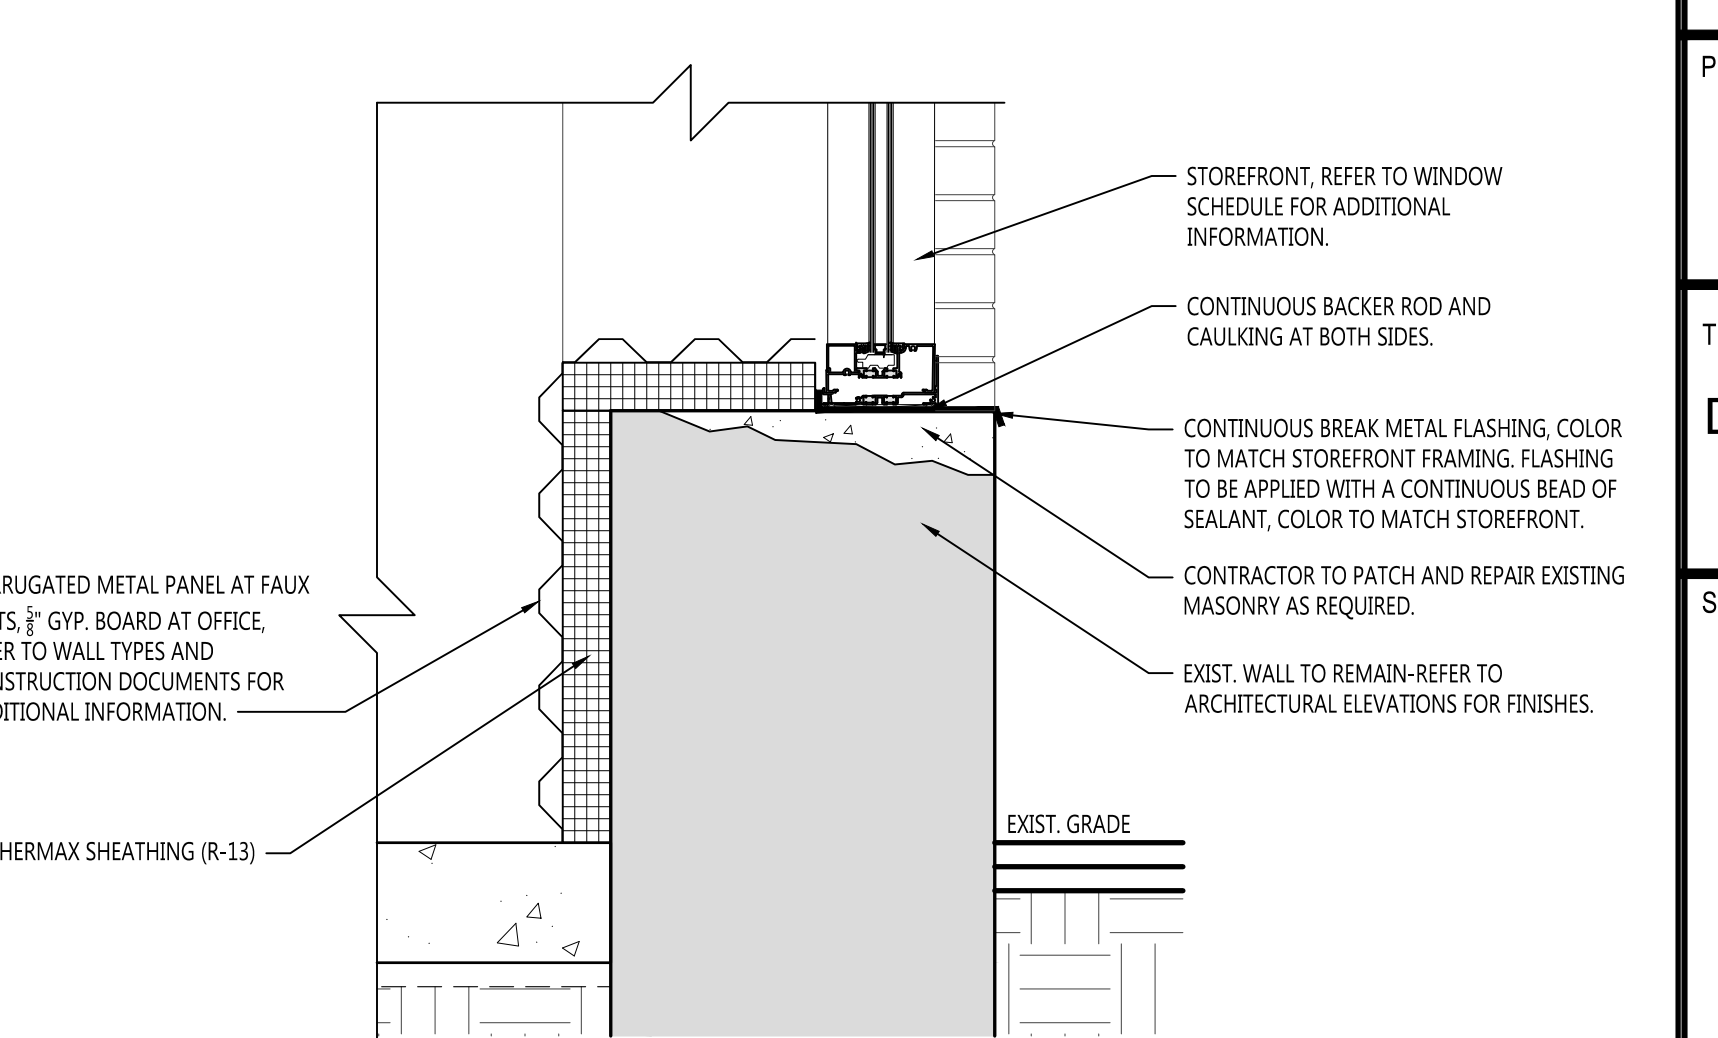 STOREFRONT, REFER TO WINDOW
SCHEDULE FOR ADDITIONAL
INFORMATION.
CONTINUOUS BACKER ROD AND
CAULKING AT BOTH SIDES.
CONTINUOUS BREAK METAL FLASHING, COLOR
TO MATCH STOREFRONT FRAMING. FLASHING
TO BE APPLIED WITH A CONTINUOUS BEAD OF
SEALANT, COLOR TO MATCH STOREFRONT.
CONTRACTOR TO PATCH AND REPAIR EXISTING
MASONRY AS REQUIRED.
EXIST. WALL TO REMAIN-REFER TO
ARCHITECTURAL ELEVATIONS FOR FINISHES.
EXIST. GRADE
RUGATED METAL PANEL AT FAUX
TS, 5/8" GYP. BOARD AT OFFICE,
ER TO WALL TYPES AND
NSTRUCTION DOCUMENTS FOR
DITIONAL INFORMATION.
HERMAX SHEATHING (R-13)
P
T
S